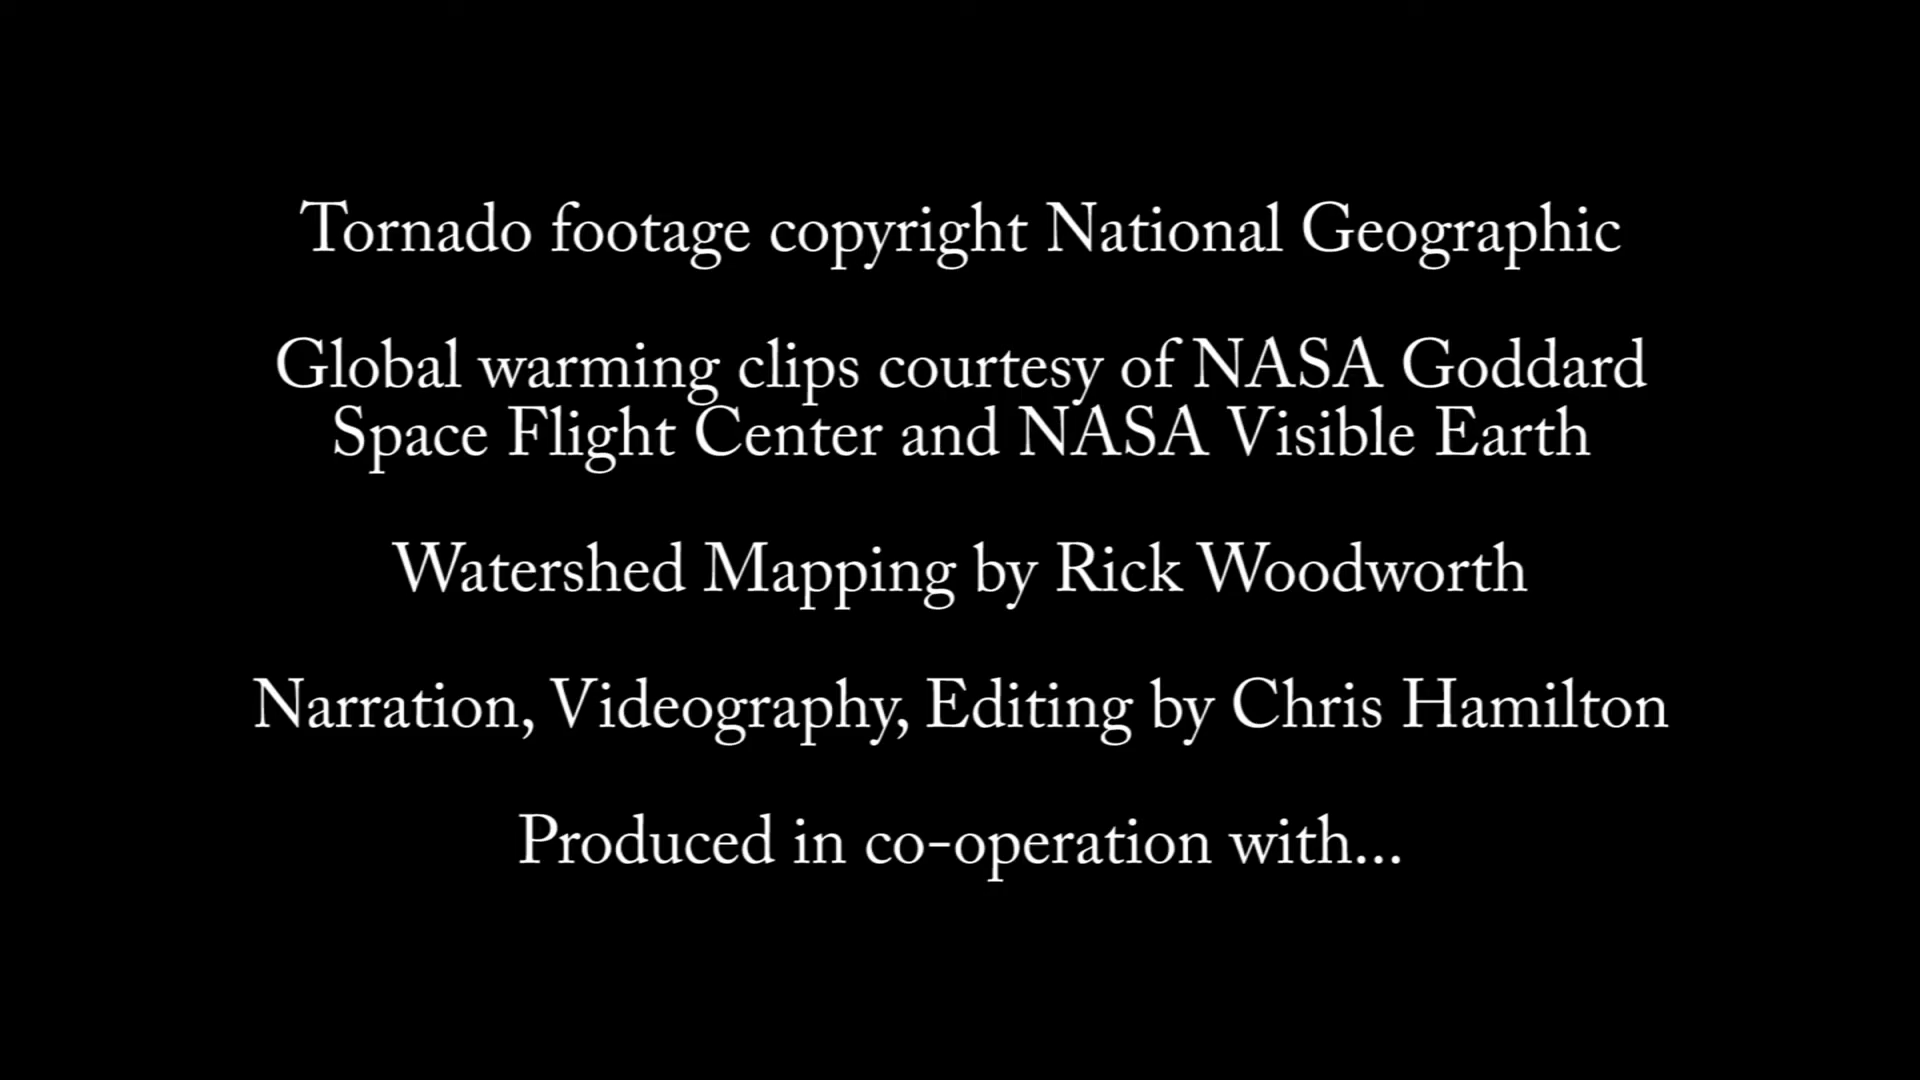 Tornado footage copyright National Geographic
Global warming clips courtesy of NASA Goddard
Space Flight Center and NASA Visible Earth
Watershed Mapping by Rick Woodworth
Narration, Videography, Editing by Chris Hamilton
Produced in co-operation with...